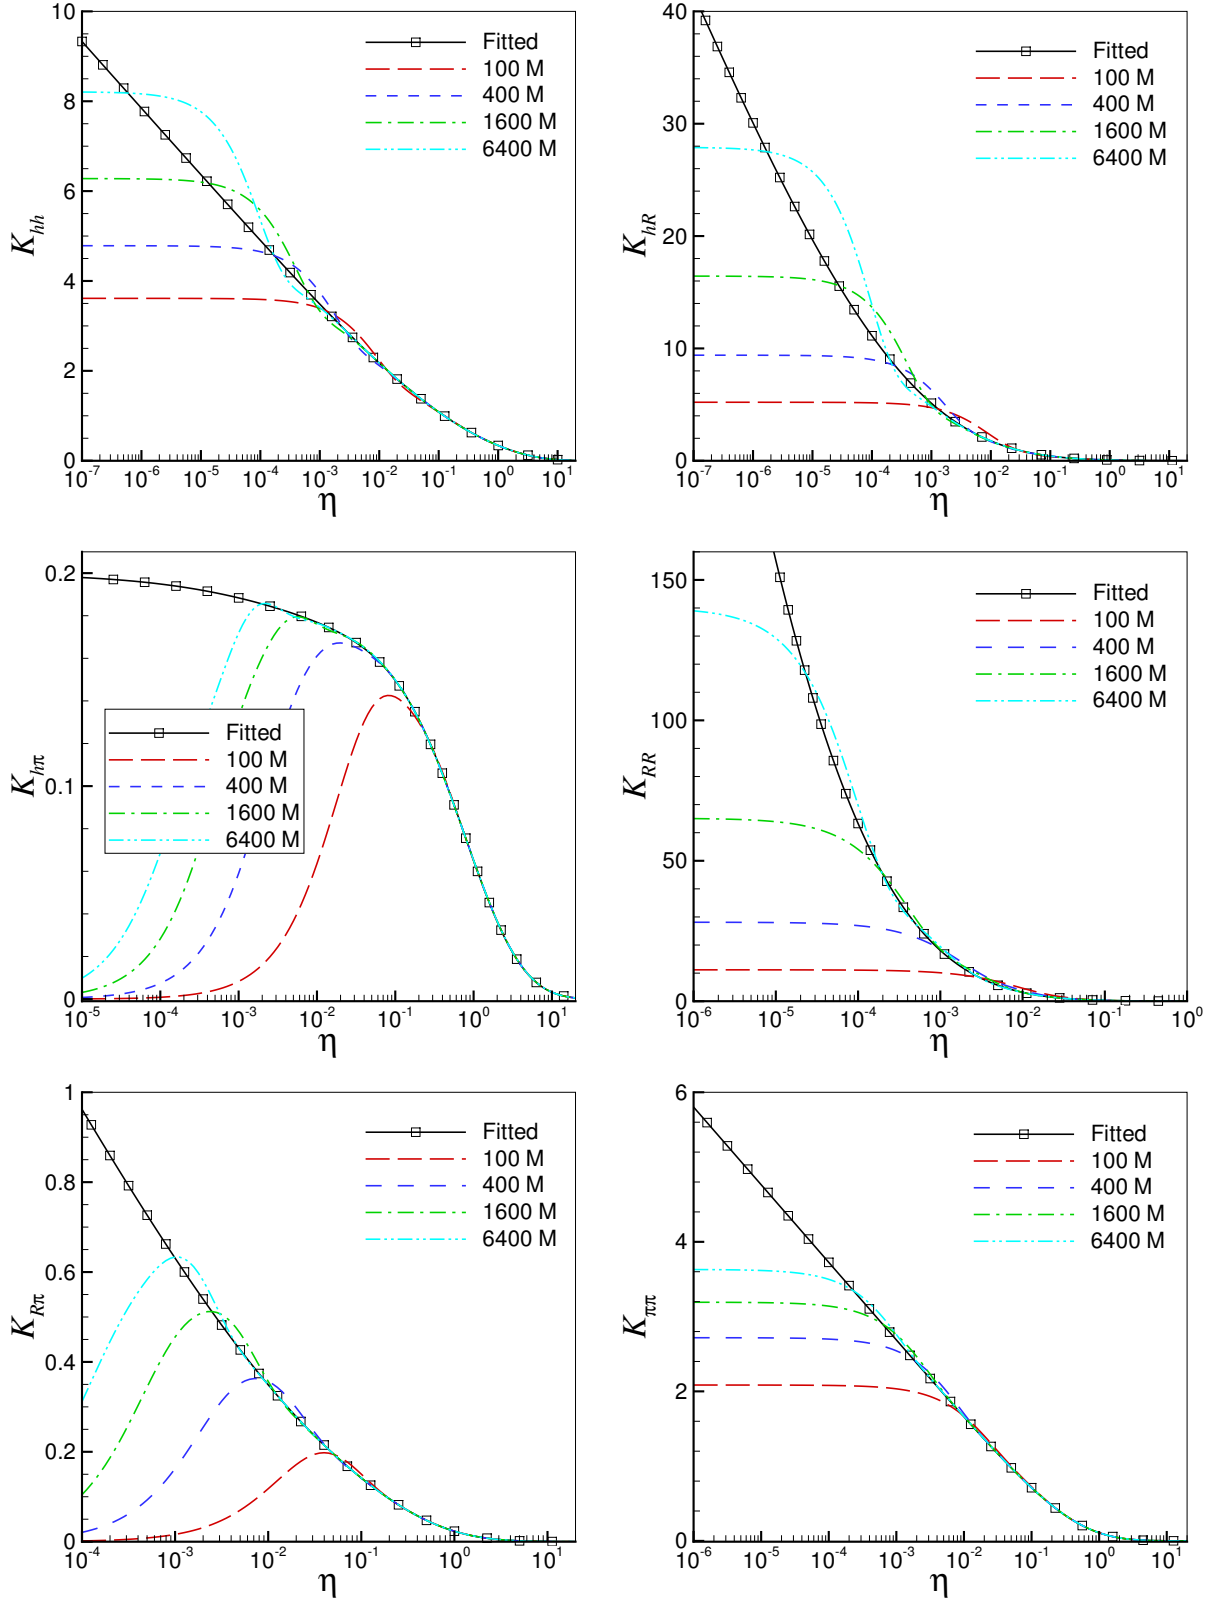 K_hh
10
8
6
4
2
0
10^-7 10^-6 10^-5 10^-4 10^-3 10^-2 10^-1 10^0 10^1
η
Fitted
100 M
400 M
1600 M
6400 M
K_hR
40
30
20
10
0
10^-7 10^-6 10^-5 10^-4 10^-3 10^-2 10^-1 10^0 10^1
η
Fitted
100 M
400 M
1600 M
6400 M
K_hπ
0.2
0.1
0
10^-5 10^-4 10^-3 10^-2 10^-1 10^0 10^1
η
Fitted
100 M
400 M
1600 M
6400 M
K_RR
150
100
50
0
10^-6 10^-5 10^-4 10^-3 10^-2 10^-1 10^0
η
Fitted
100 M
400 M
1600 M
6400 M
K_Rπ
1
0.8
0.6
0.4
0.2
0
10^-4 10^-3 10^-2 10^-1 10^0 10^1
η
Fitted
100 M
400 M
1600 M
6400 M
K_ππ
6
4
2
0
10^-6 10^-5 10^-4 10^-3 10^-2 10^-1 10^0 10^1
η
Fitted
100 M
400 M
1600 M
6400 M